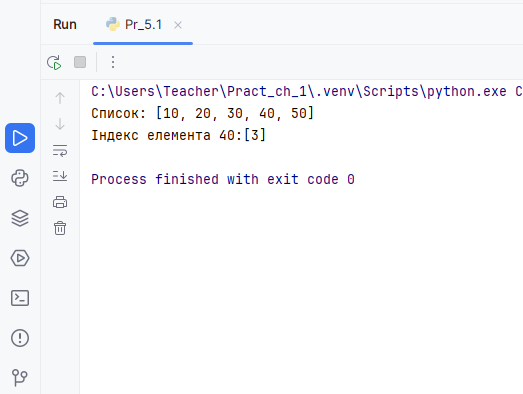 Run
Pr_5.1
C:\Users\Teacher\Pract_ch_1\.venv\Scripts\python.exe C
Список: [10, 20, 30, 40, 50]
Індекс елемента 40:[3]
Process finished with exit code 0